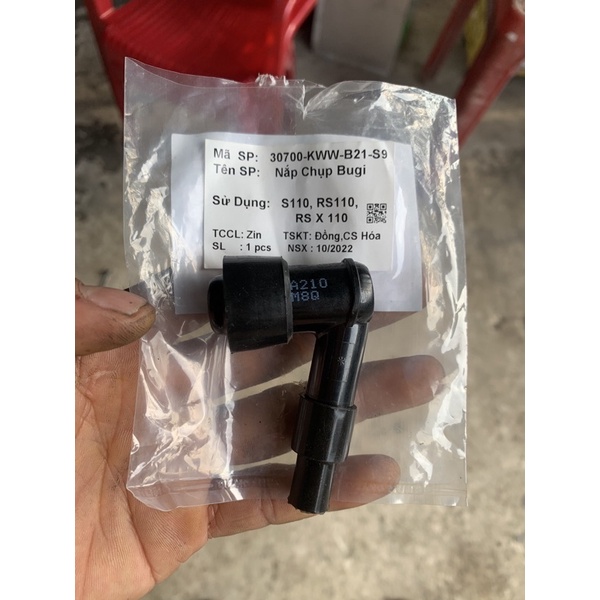 Mã SP: 30700-KWW-B21-S9
Tên SP: Nắp Chụp Bugi
Sử Dụng: S110, RS110,
RS X 110
TCCL: Zin TSKT: Đồng,CS Hóa
SL : 1 pcs NSX : 10/2022
A210
M8Q